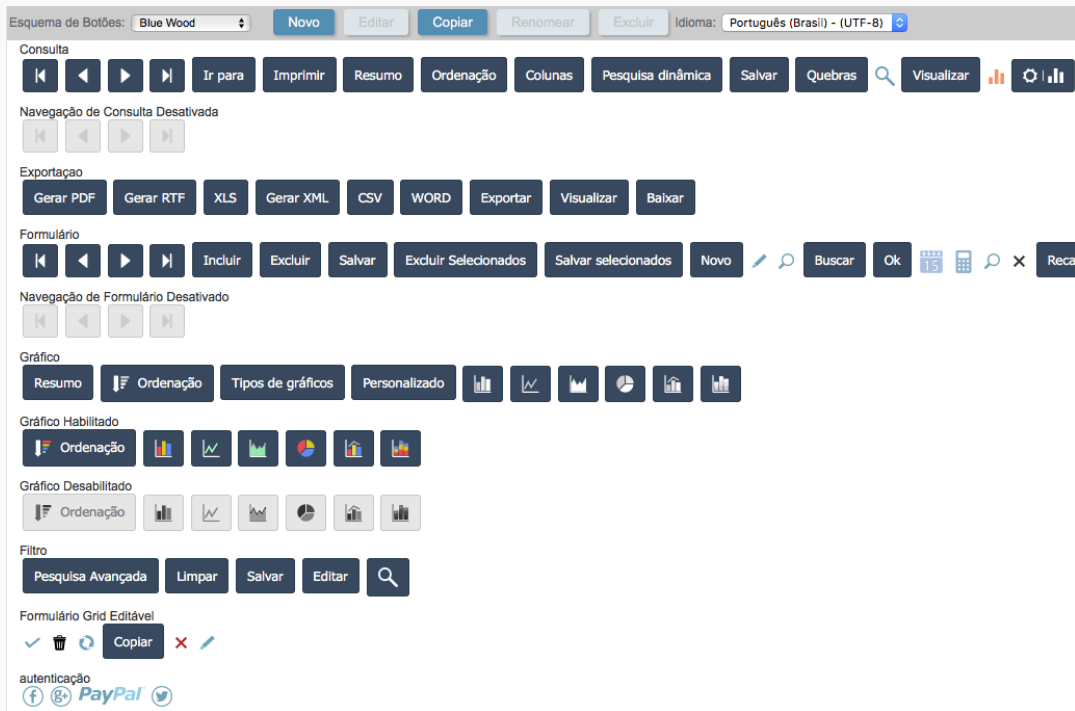 Esquema de Botões: Blue Wood Novo Editar Copiar Renomear Excluir Idioma: Português (Brasil) - (UTF-8)
Consulta
Ir para Imprimir Resumo Ordenação Colunas Pesquisa dinâmica Salvar Quebras Visualizar
Navegação de Consulta Desativada
Exportaçao
Gerar PDF Gerar RTF XLS Gerar XML CSV WORD Exportar Visualizar Baixar
Formulário
Incluir Excluir Salvar Excluir Selecionados Salvar selecionados Novo Buscar Ok 15 Reca
Navegação de Formulário Desativado
Gráfico
Resumo Ordenação Tipos de gráficos Personalizado
Gráfico Habilitado
Ordenação
Gráfico Desabilitado
Ordenação
Filtro
Pesquisa Avançada Limpar Salvar Editar
Formulário Grid Editável
Copiar
autenticação
f g+ PayPal